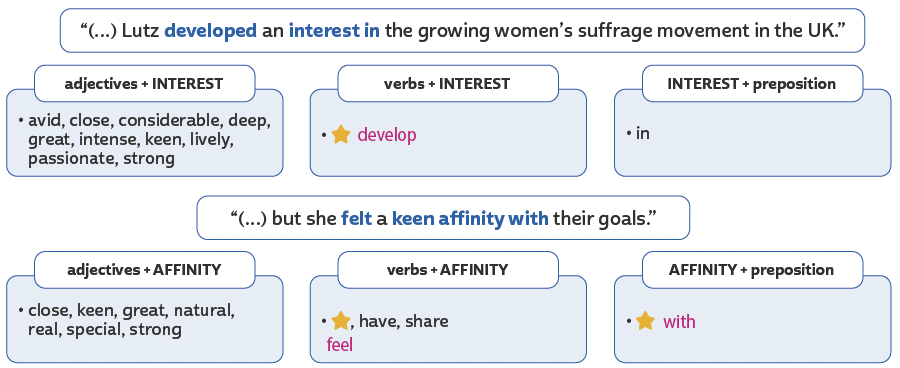 “(...) Lutz developed an interest in the growing women’s suffrage movement in the UK.”
adjectives + INTEREST
• avid, close, considerable, deep,
great, intense, keen, lively,
passionate, strong
verbs + INTEREST
• ⭐ develop
INTEREST + preposition
• in
“(...) but she felt a keen affinity with their goals.”
adjectives + AFFINITY
• close, keen, great, natural,
real, special, strong
verbs + AFFINITY
• ⭐, have, share
feel
AFFINITY + preposition
• ⭐ with